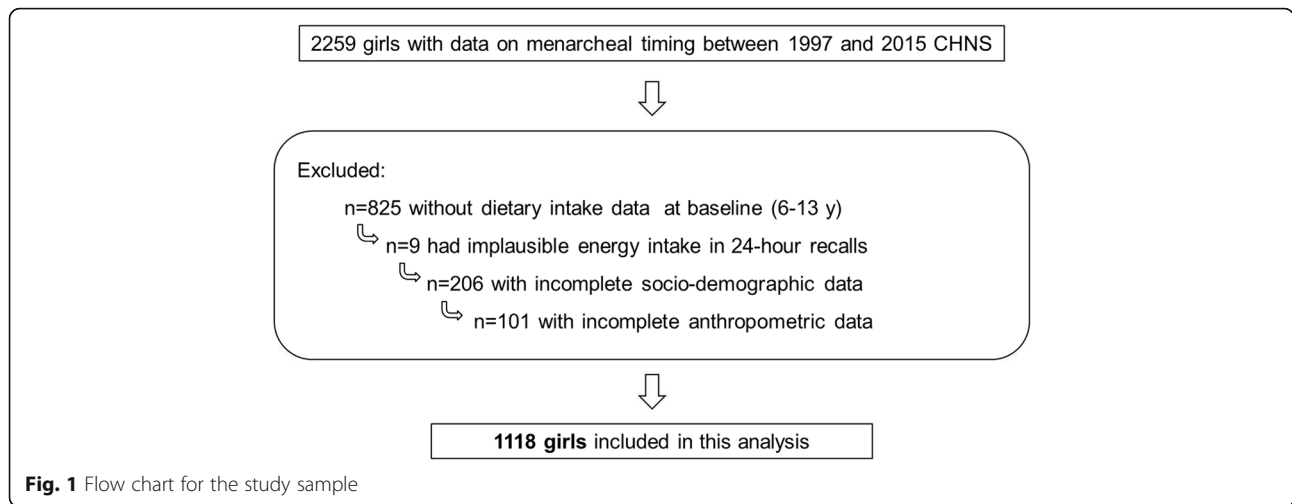 2259 girls with data on menarcheal timing between 1997 and 2015 CHNS
Excluded:
n=825 without dietary intake data at baseline (6-13 y)
n=9 had implausible energy intake in 24-hour recalls
n=206 with incomplete socio-demographic data
n=101 with incomplete anthropometric data
1118 girls included in this analysis
Fig. 1 Flow chart for the study sample